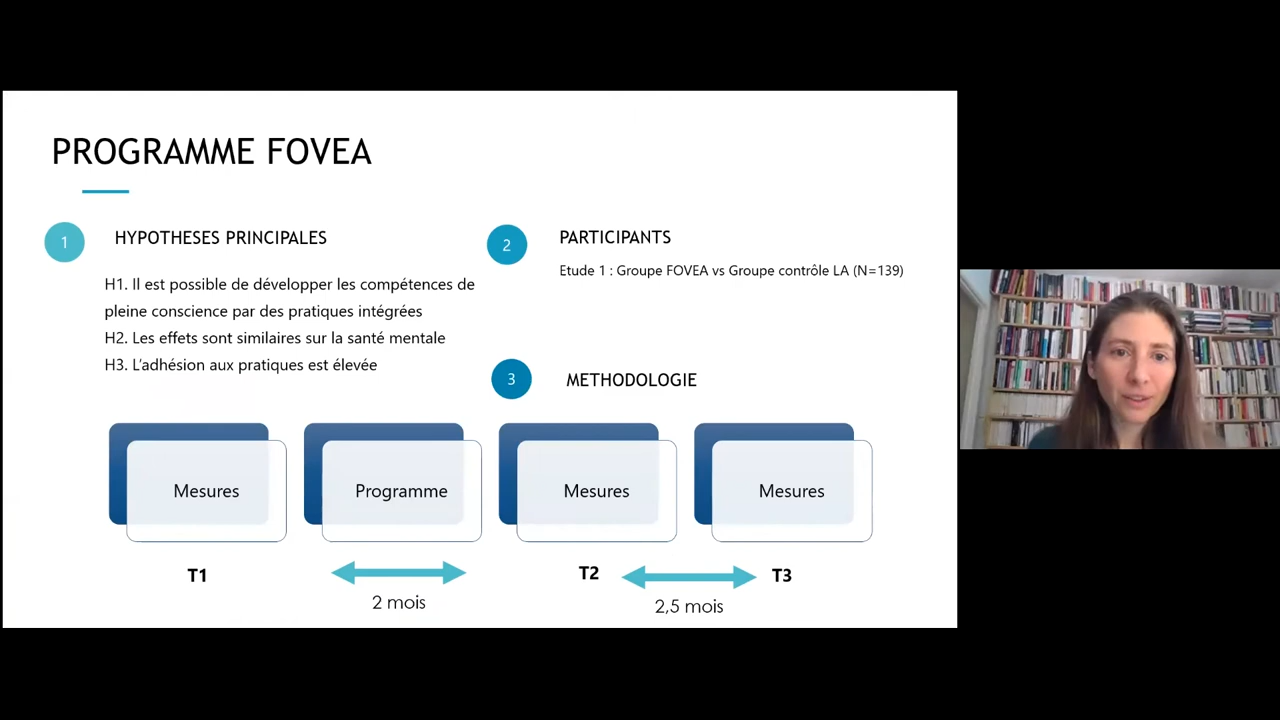 PROGRAMME FOVEA
1
HYPOTHESES PRINCIPALES
H1. Il est possible de développer les compétences de
pleine conscience par des pratiques intégrées
H2. Les effets sont similaires sur la santé mentale
H3. L'adhésion aux pratiques est élevée
2
PARTICIPANTS
Etude 1 : Groupe FOVEA vs Groupe contrôle LA (N=139)
3
METHODOLOGIE
Mesures
Programme
Mesures
Mesures
T1
2 mois
T2
2,5 mois
T3